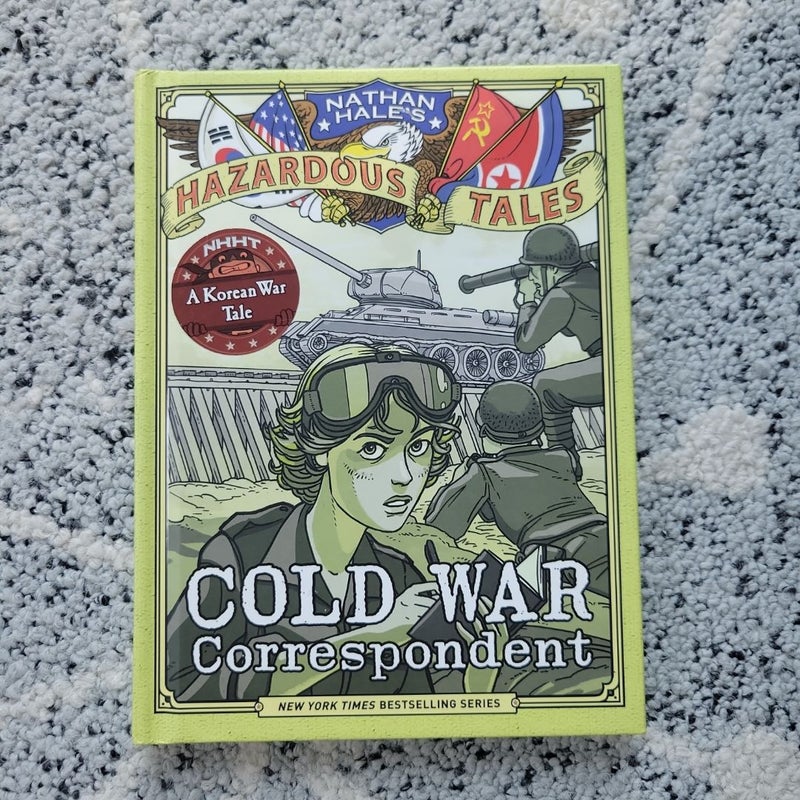 NATHAN
HALE'S
HAZARDOUS
TALES
NHHT
A Korean War
Tale
COLD WAR
Correspondent
NEW YORK TIMES BESTSELLING SERIES